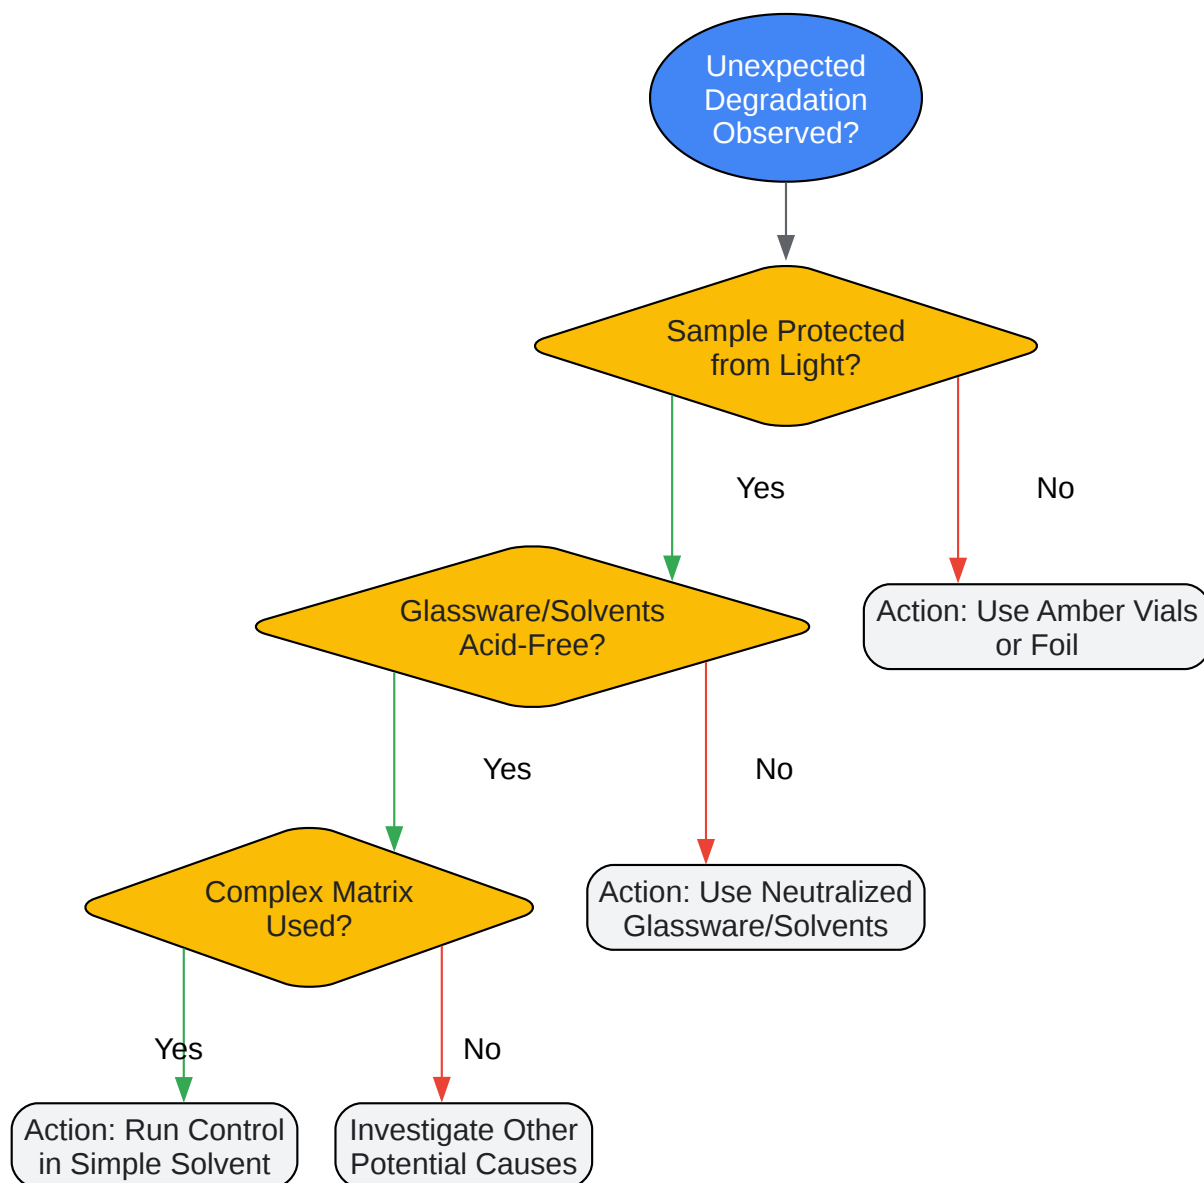 Unexpected
Degradation
Observed?
Sample Protected
from Light?
Yes
No
Glassware/Solvents
Acid-Free?
Action: Use Amber Vials
or Foil
Yes
No
Complex Matrix
Used?
Action: Use Neutralized
Glassware/Solvents
Yes
No
Action: Run Control
in Simple Solvent
Investigate Other
Potential Causes